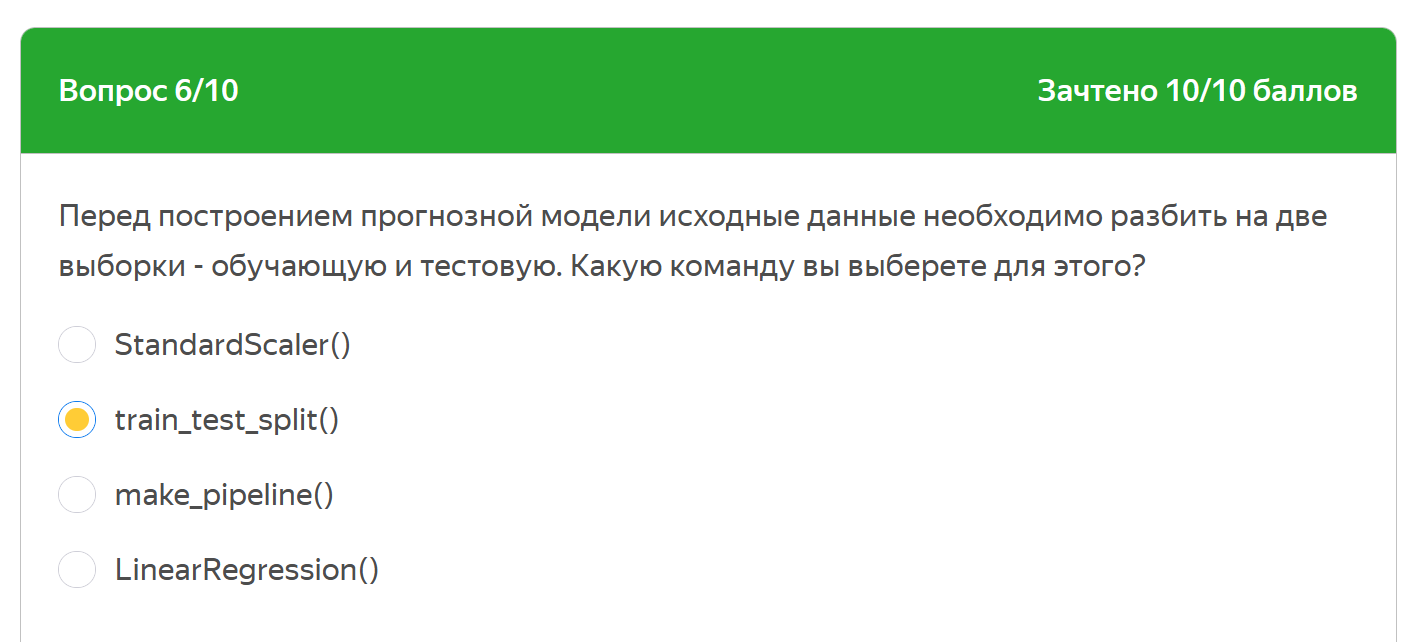 Вопрос 6/10
Зачтено 10/10 баллов
Перед построением прогнозной модели исходные данные необходимо разбить на две
выборки - обучающую и тестовую. Какую команду вы выберете для этого?
StandardScaler()
train_test_split()
make_pipeline()
LinearRegression()